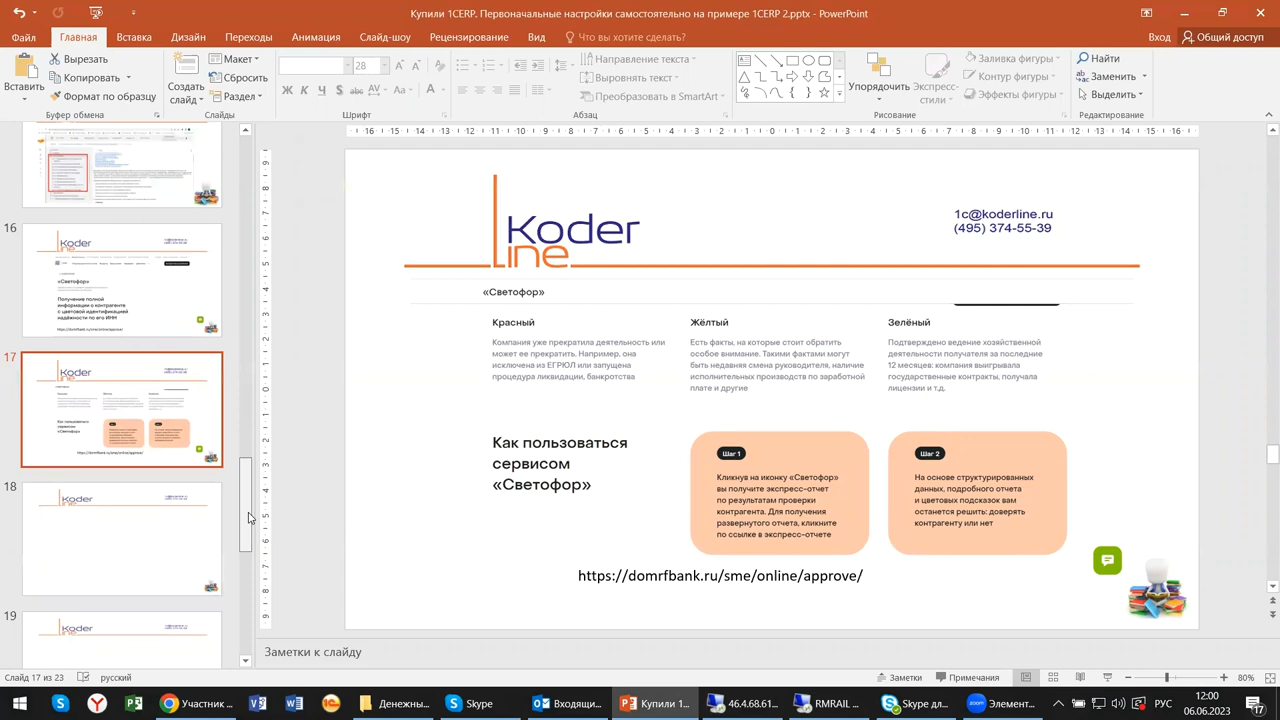 Купили 1CERP. С чего начать - PowerPoint
Файл Главная Вставка Дизайн Переходы Анимация Слайд-шоу Рецензирование Вид Что вы хотите сделать? Вход Общий доступ
Вставить
Вырезать
Копировать
Формат по образцу
Буфер обмена
Создать слайд
Макет
Сбросить
Раздел
Слайды
28
Шрифт
Направление текста
Выровнять текст
Преобразовать в SmartArt
Абзац
Упорядочить
Экспресс-стили
Заливка фигуры
Контур фигуры
Эффекты фигуры
Рисование
Найти
Заменить
Выделить
Редактирование
16
Koder line
«Светофор»
Получение полной
информации о контрагенте
с цветовой идентификацией
надёжности по его ИНН
https://domrfbank.ru/sme/online/approve/
17
18
19
Koder
line
1c@koderline.ru
(495) 374-55-39
«Светофор»
Красный
Компания уже прекратила деятельность или
может ее прекратить. Например, она
исключена из ЕГРЮЛ или запущена
процедура ликвидации, банкротства
Жёлтый
Есть факты, на которые стоит обратить
особое внимание. Такими фактами могут
быть недавняя смена руководителя, наличие
исполнительных производств по заработной
плате и другие
Зелёный
Подтверждено ведение хозяйственной
деятельности получателя за последние
12 месяцев: компания выигрывала
государственные контракты, получала
лицензии и т.д.
Как пользоваться
сервисом
«Светофор»
Шаг 1
Кликнув на иконку «Светофор»
вы получите экспресс-отчет
по результатам проверки
контрагента. Для получения
развернутого отчета, кликните
по ссылке в экспресс-отчете
Шаг 2
На основе структурированных
данных, подробного отчета
и цветовых подсказок вам
останется решить: доверять
контрагенту или нет
https://domrfbank.ru/sme/online/approve/
Заметки к слайду
Слайд 17 из 23 русский Заметки Примечания 80%
Участник ... Денежны... Skype Входящи... Купили 1... 46.4.68.61... RMRAIL ... Skype дл... Элемент...
12:00
06.06.2023